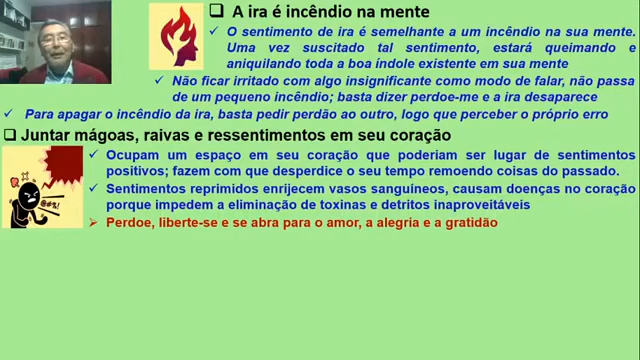 A ira é incêndio na mente
O sentimento de ira é semelhante a um incêndio na sua mente.
Uma vez suscitado tal sentimento, estará queimando e
aniquilando toda a boa índole existente em sua mente
Não ficar irritado com algo insignificante como modo de falar, não passa
de um pequeno incêndio; basta dizer perdoe-me e a ira desaparece
Para apagar o incêndio da ira, basta pedir perdão ao outro, logo que perceber o próprio erro
Juntar mágoas, raivas e ressentimentos em seu coração
Ocupam um espaço em seu coração que poderiam ser lugar de sentimentos
positivos; fazem com que desperdice o seu tempo remoendo coisas do passado.
Sentimentos reprimidos enrijecem vasos sanguíneos, causam doenças no coração
porque impedem a eliminação de toxinas e detritos inaproveitáveis
Perdoe, liberte-se e se abra para o amor, a alegria e a gratidão